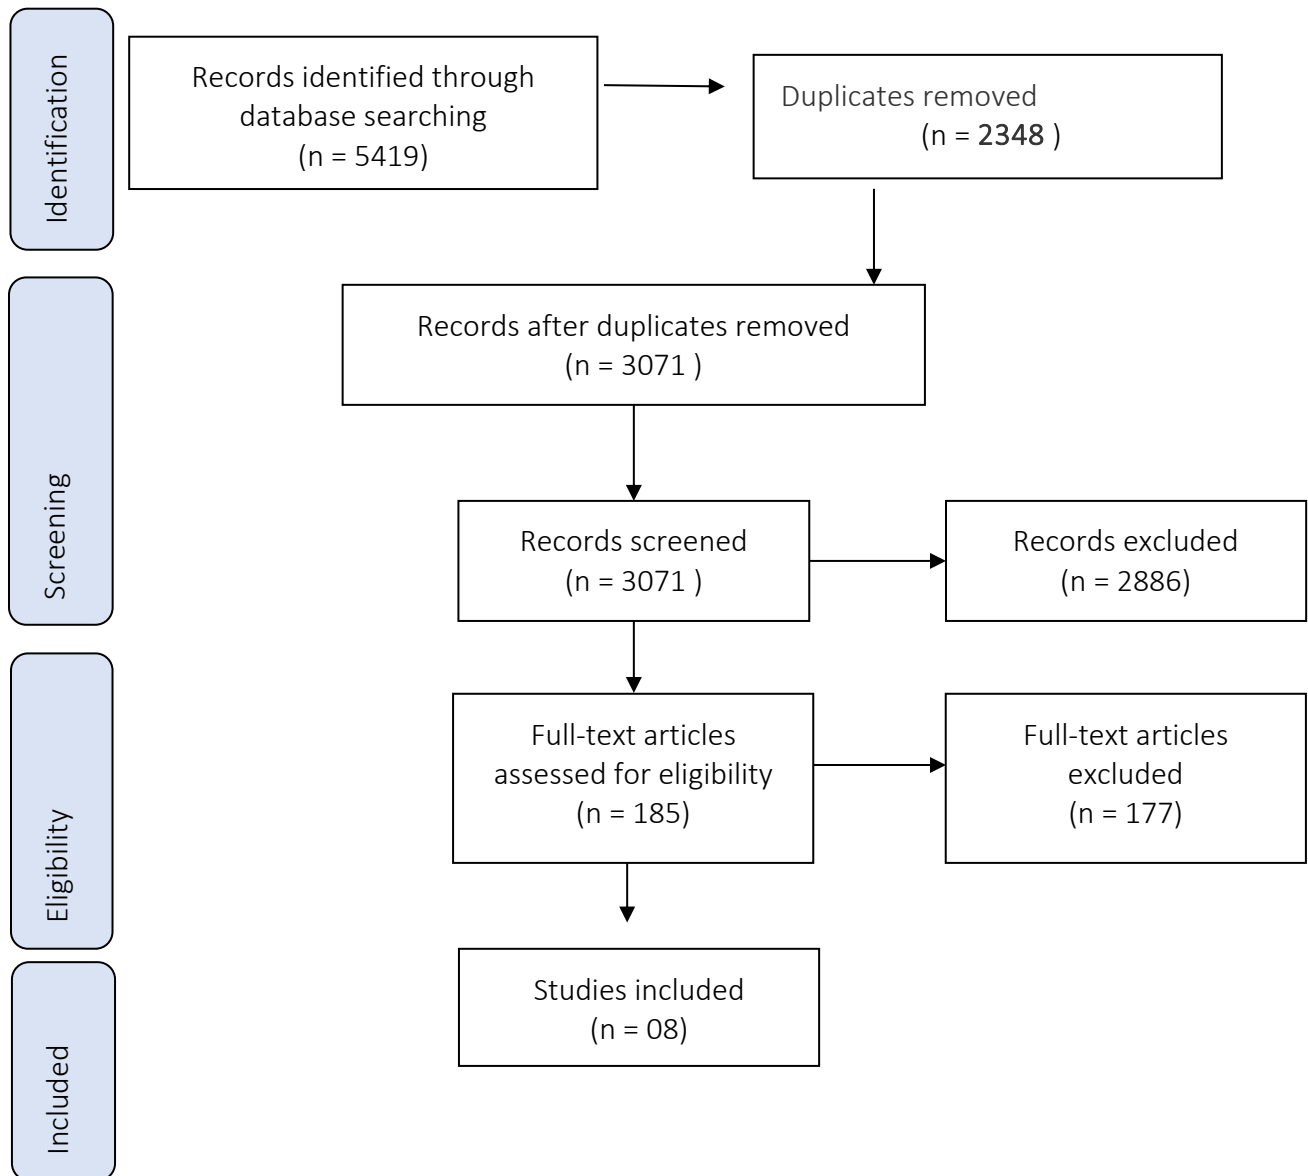 Identification
Records identified through
database searching
(n = 5419)
Duplicates removed
(n = 2348 )
Screening
Records after duplicates removed
(n = 3071 )
Records screened
(n = 3071 )
Records excluded
(n = 2886)
Eligibility
Full-text articles
assessed for eligibility
(n = 185)
Full-text articles
excluded
(n = 177)
Included
Studies included
(n = 08)